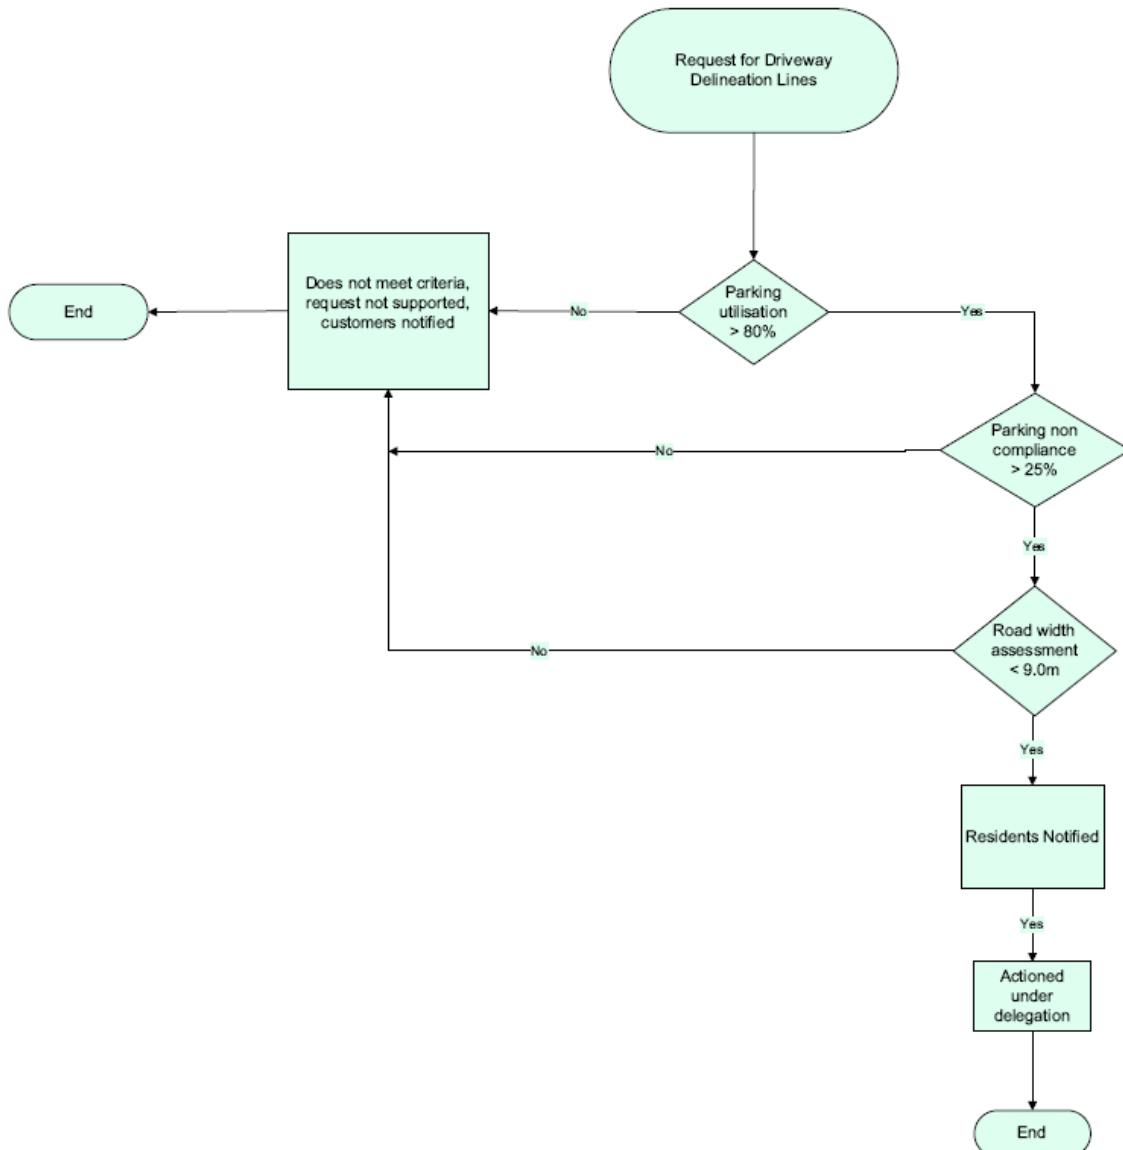 Request for Driveway
Delineation Lines
Does not meet criteria,
request not supported,
customers notified
End
No
Parking
utilisation
> 80%
Yes
Parking non
compliance
> 25%
No
Yes
Road width
assessment
< 9.0m
No
Yes
Residents Notified
Yes
Actioned
under
delegation
End